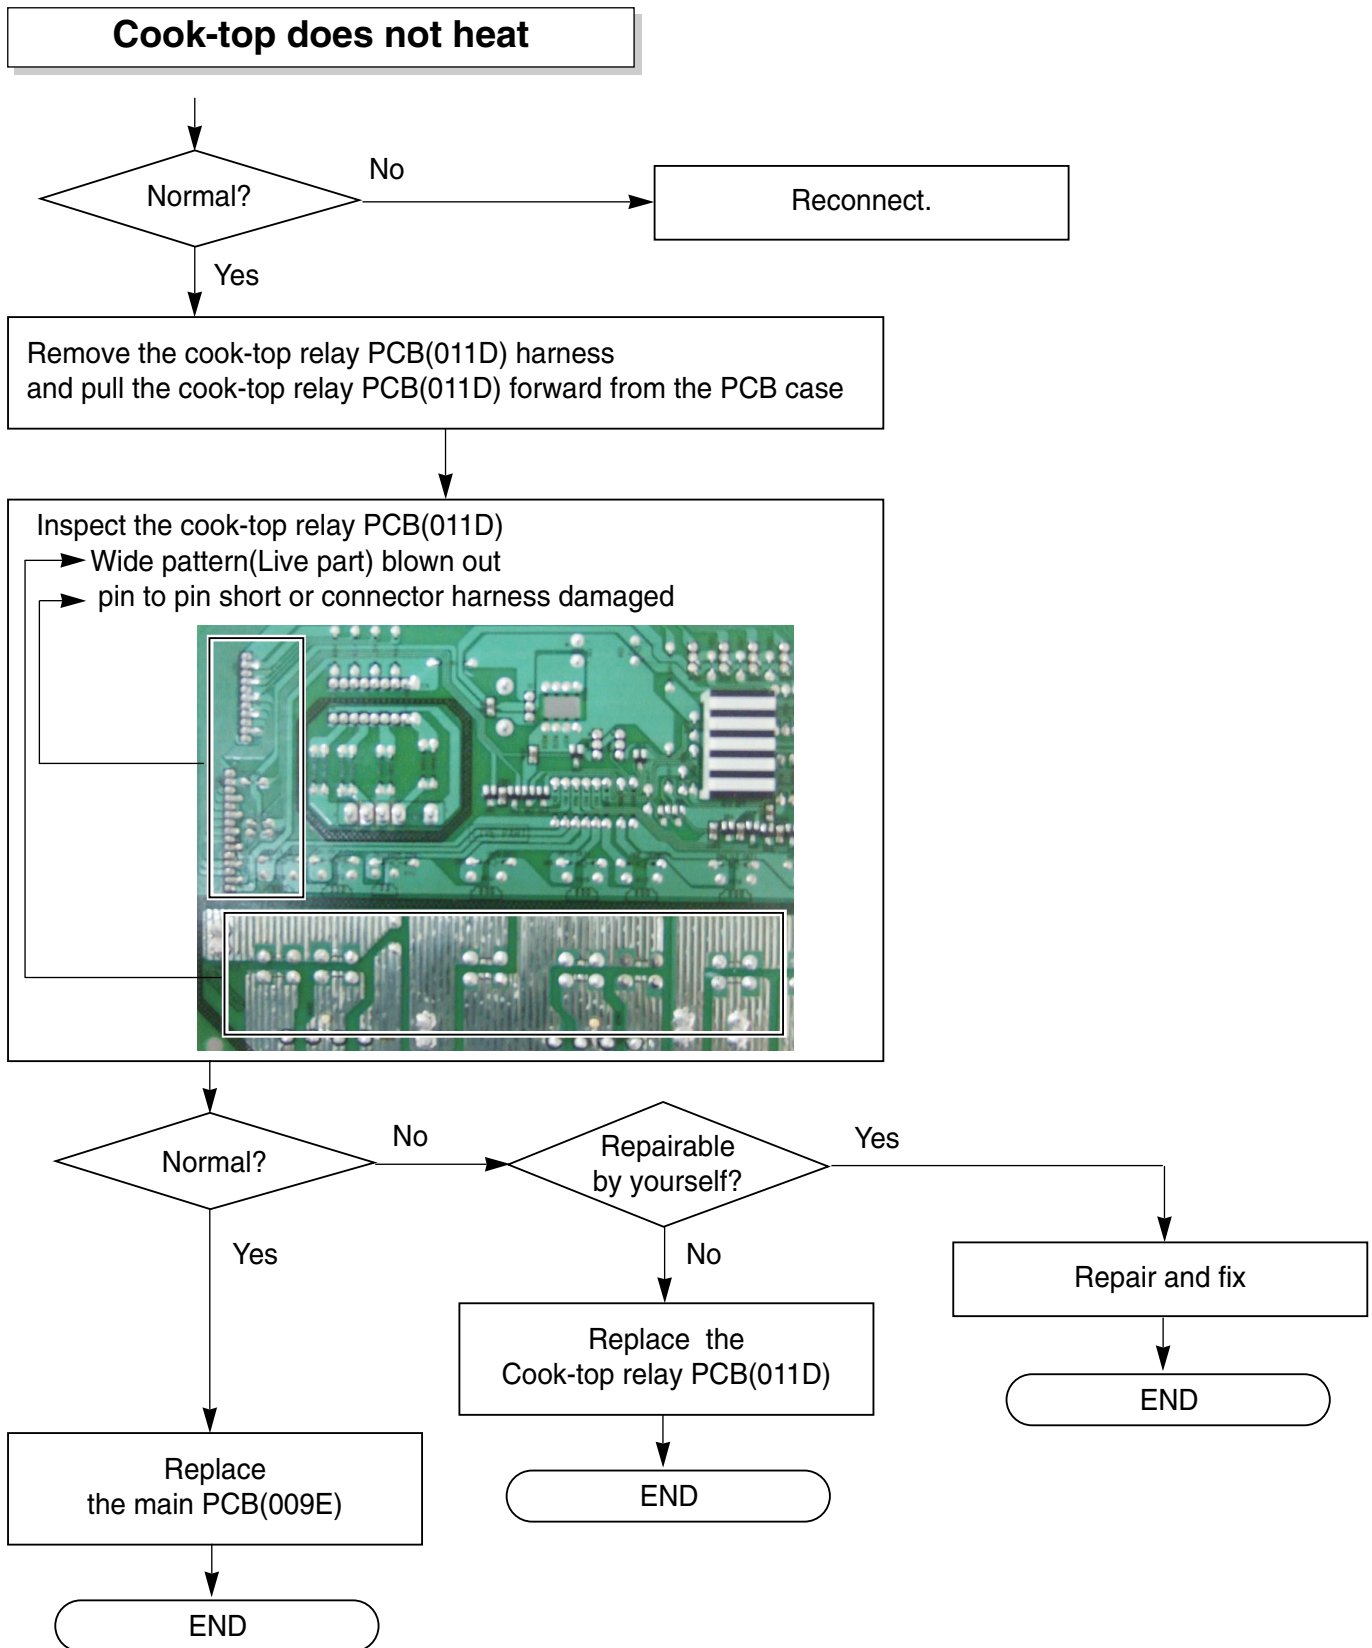 Cook-top does not heat
Normal?
No
Reconnect.
Yes
Remove the cook-top relay PCB(011D) harness
and pull the cook-top relay PCB(011D) forward from the PCB case
Inspect the cook-top relay PCB(011D)
Wide pattern(Live part) blown out
pin to pin short or connector harness damaged
Normal?
No
Repairable
by yourself?
Yes
Yes
No
Repair and fix
Replace the
Cook-top relay PCB(011D)
END
Replace
the main PCB(009E)
END
END